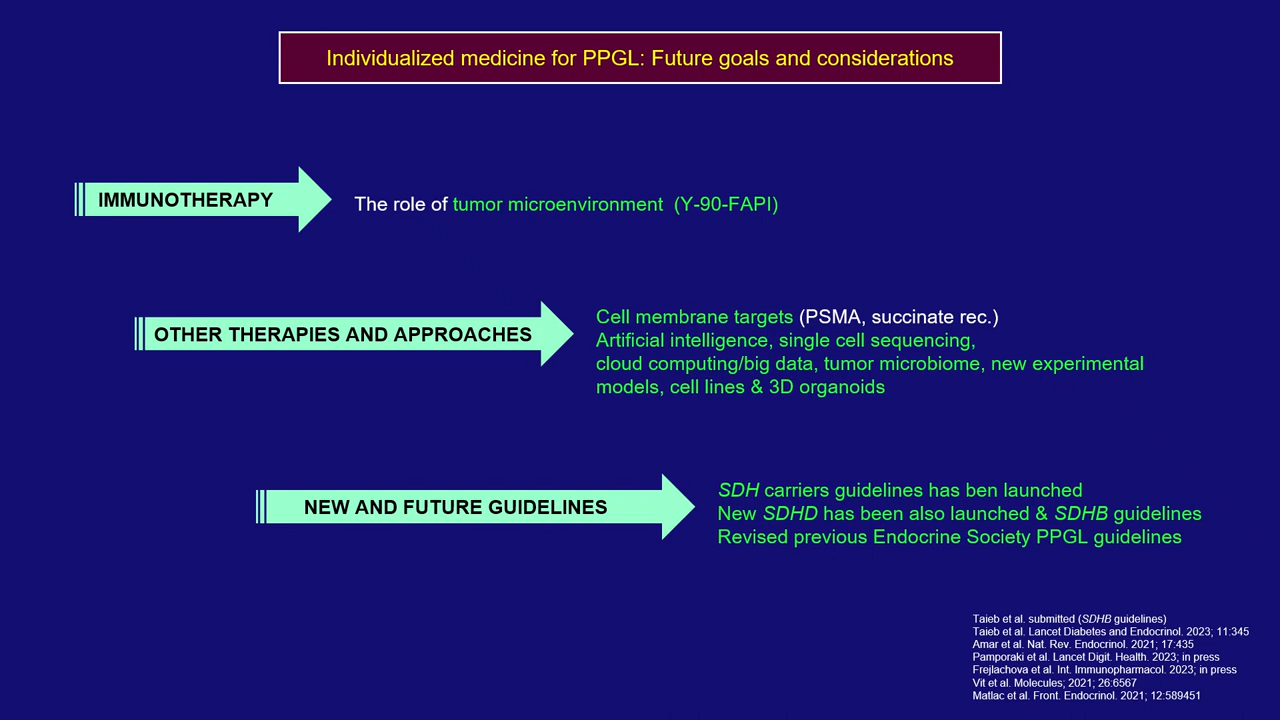 Individualized medicine for PPGL: Future goals and considerations
IMMUNOTHERAPY
The role of tumor microenvironment (Y-90-FAPI)
OTHER THERAPIES AND APPROACHES
Cell membrane targets (PSMA, succinate rec.)
Artificial intelligence, single cell sequencing,
cloud computing/big data, tumor microbiome, new experimental
models, cell lines & 3D organoids
NEW AND FUTURE GUIDELINES
SDH carriers guidelines has ben launched
New SDHD has been also launched & SDHB guidelines
Revised previous Endocrine Society PPGL guidelines
Taieb et al. submitted (SDHB guidelines)
Taieb et al. Lancet Diabetes and Endocrinol. 2023; 11:345
Amar et al. Nat. Rev. Endocrinol. 2021; 17:435
Pamporaki et al. Lancet Digit. Health. 2023; in press
Frejlachova et al. Int. Immunopharmacol. 2023; in press
Vit et al. Molecules; 2021; 26:6567
Matlac et al. Front. Endocrinol. 2021; 12:589451